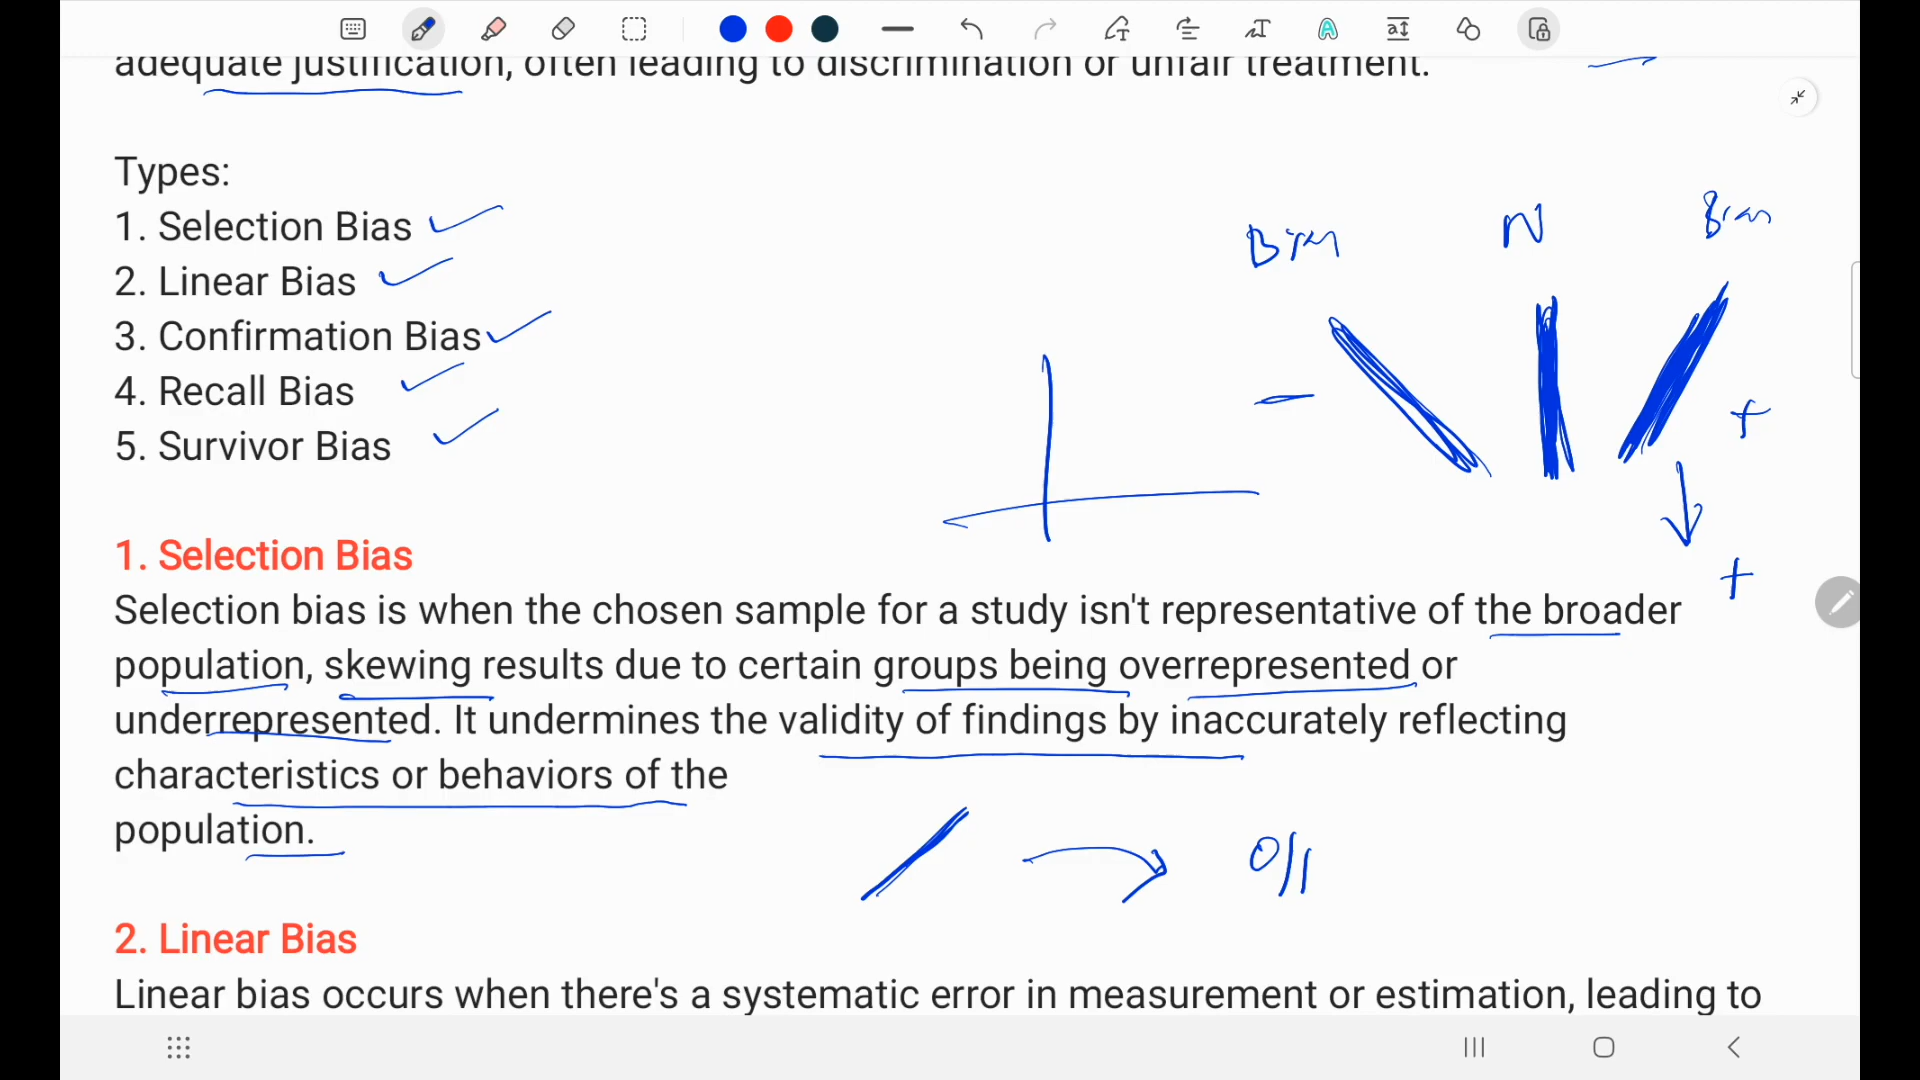 adequate justification, often leading to discrimination or unfair treatment.
Types:
1. Selection Bias
2. Linear Bias
3. Confirmation Bias
4. Recall Bias
5. Survivor Bias
Bias
N
Bias
-
+
+
1. Selection Bias
Selection bias is when the chosen sample for a study isn't representative of the broader
population, skewing results due to certain groups being overrepresented or
underrepresented. It undermines the validity of findings by inaccurately reflecting
characteristics or behaviors of the
population.
2. Linear Bias
Linear bias occurs when there's a systematic error in measurement or estimation, leading to